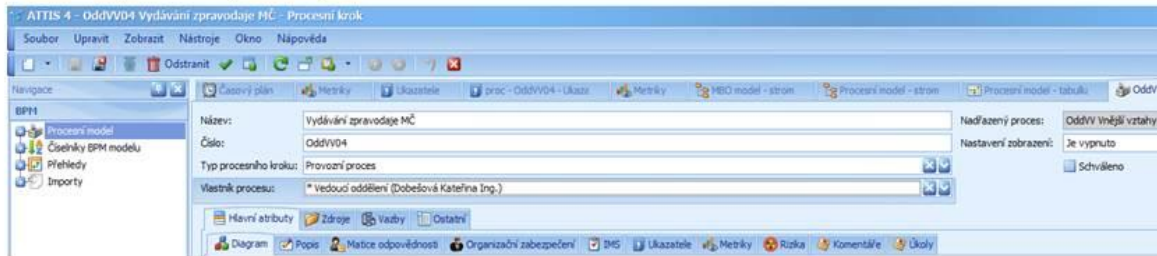 ATTIS 4 - OddVV04 Vydávání zpravodaje MČ - Procesní krok
Soubor Upravit Zobrazit Nástroje Okno Nápověda
Odstranit
Navigace
Časový plán Metriky Ukazatele proc - OddVV04 - Ukaza Metriky MBO model - strom Procesní model - strom Procesní model - tabulka OddV
BPM
Procesní model
Číselníky BPM modelu
Přehledy
Importy
Název: Vydávání zpravodaje MČ Nadřazený proces: OddVV Vnější vztahy
Číslo: OddVV04 Nastavení zobrazení: Je vypnuto
Typ procesního kroku: Provozní proces Schváleno
Vlastník procesu: * Vedoucí oddělení (Dobešová Kateřina Ing.)
Hlavní atributy Zdroje Vazby Ostatní
Diagram Popis Matice odpovědnosti Organizační zabezpečení IMS Ukazatele Metriky Rizika Komentáře Úkoly